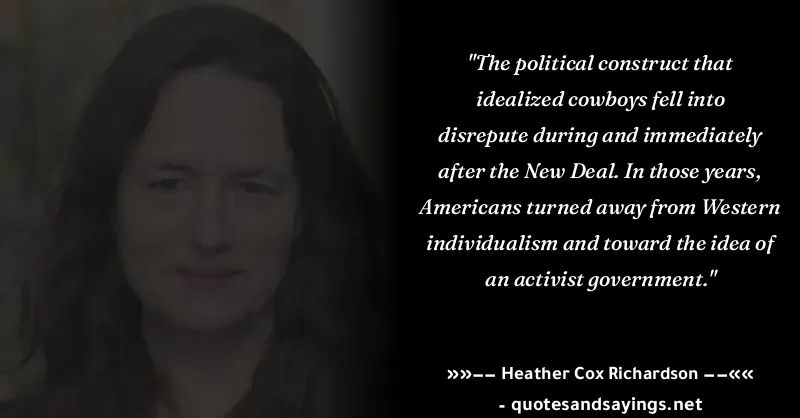 "The political construct that
idealized cowboys fell into
disrepute during and immediately
after the New Deal. In those years,
Americans turned away from Western
individualism and toward the idea of
an activist government."
»»−− Heather Cox Richardson −−««
- quotesandsayings.net